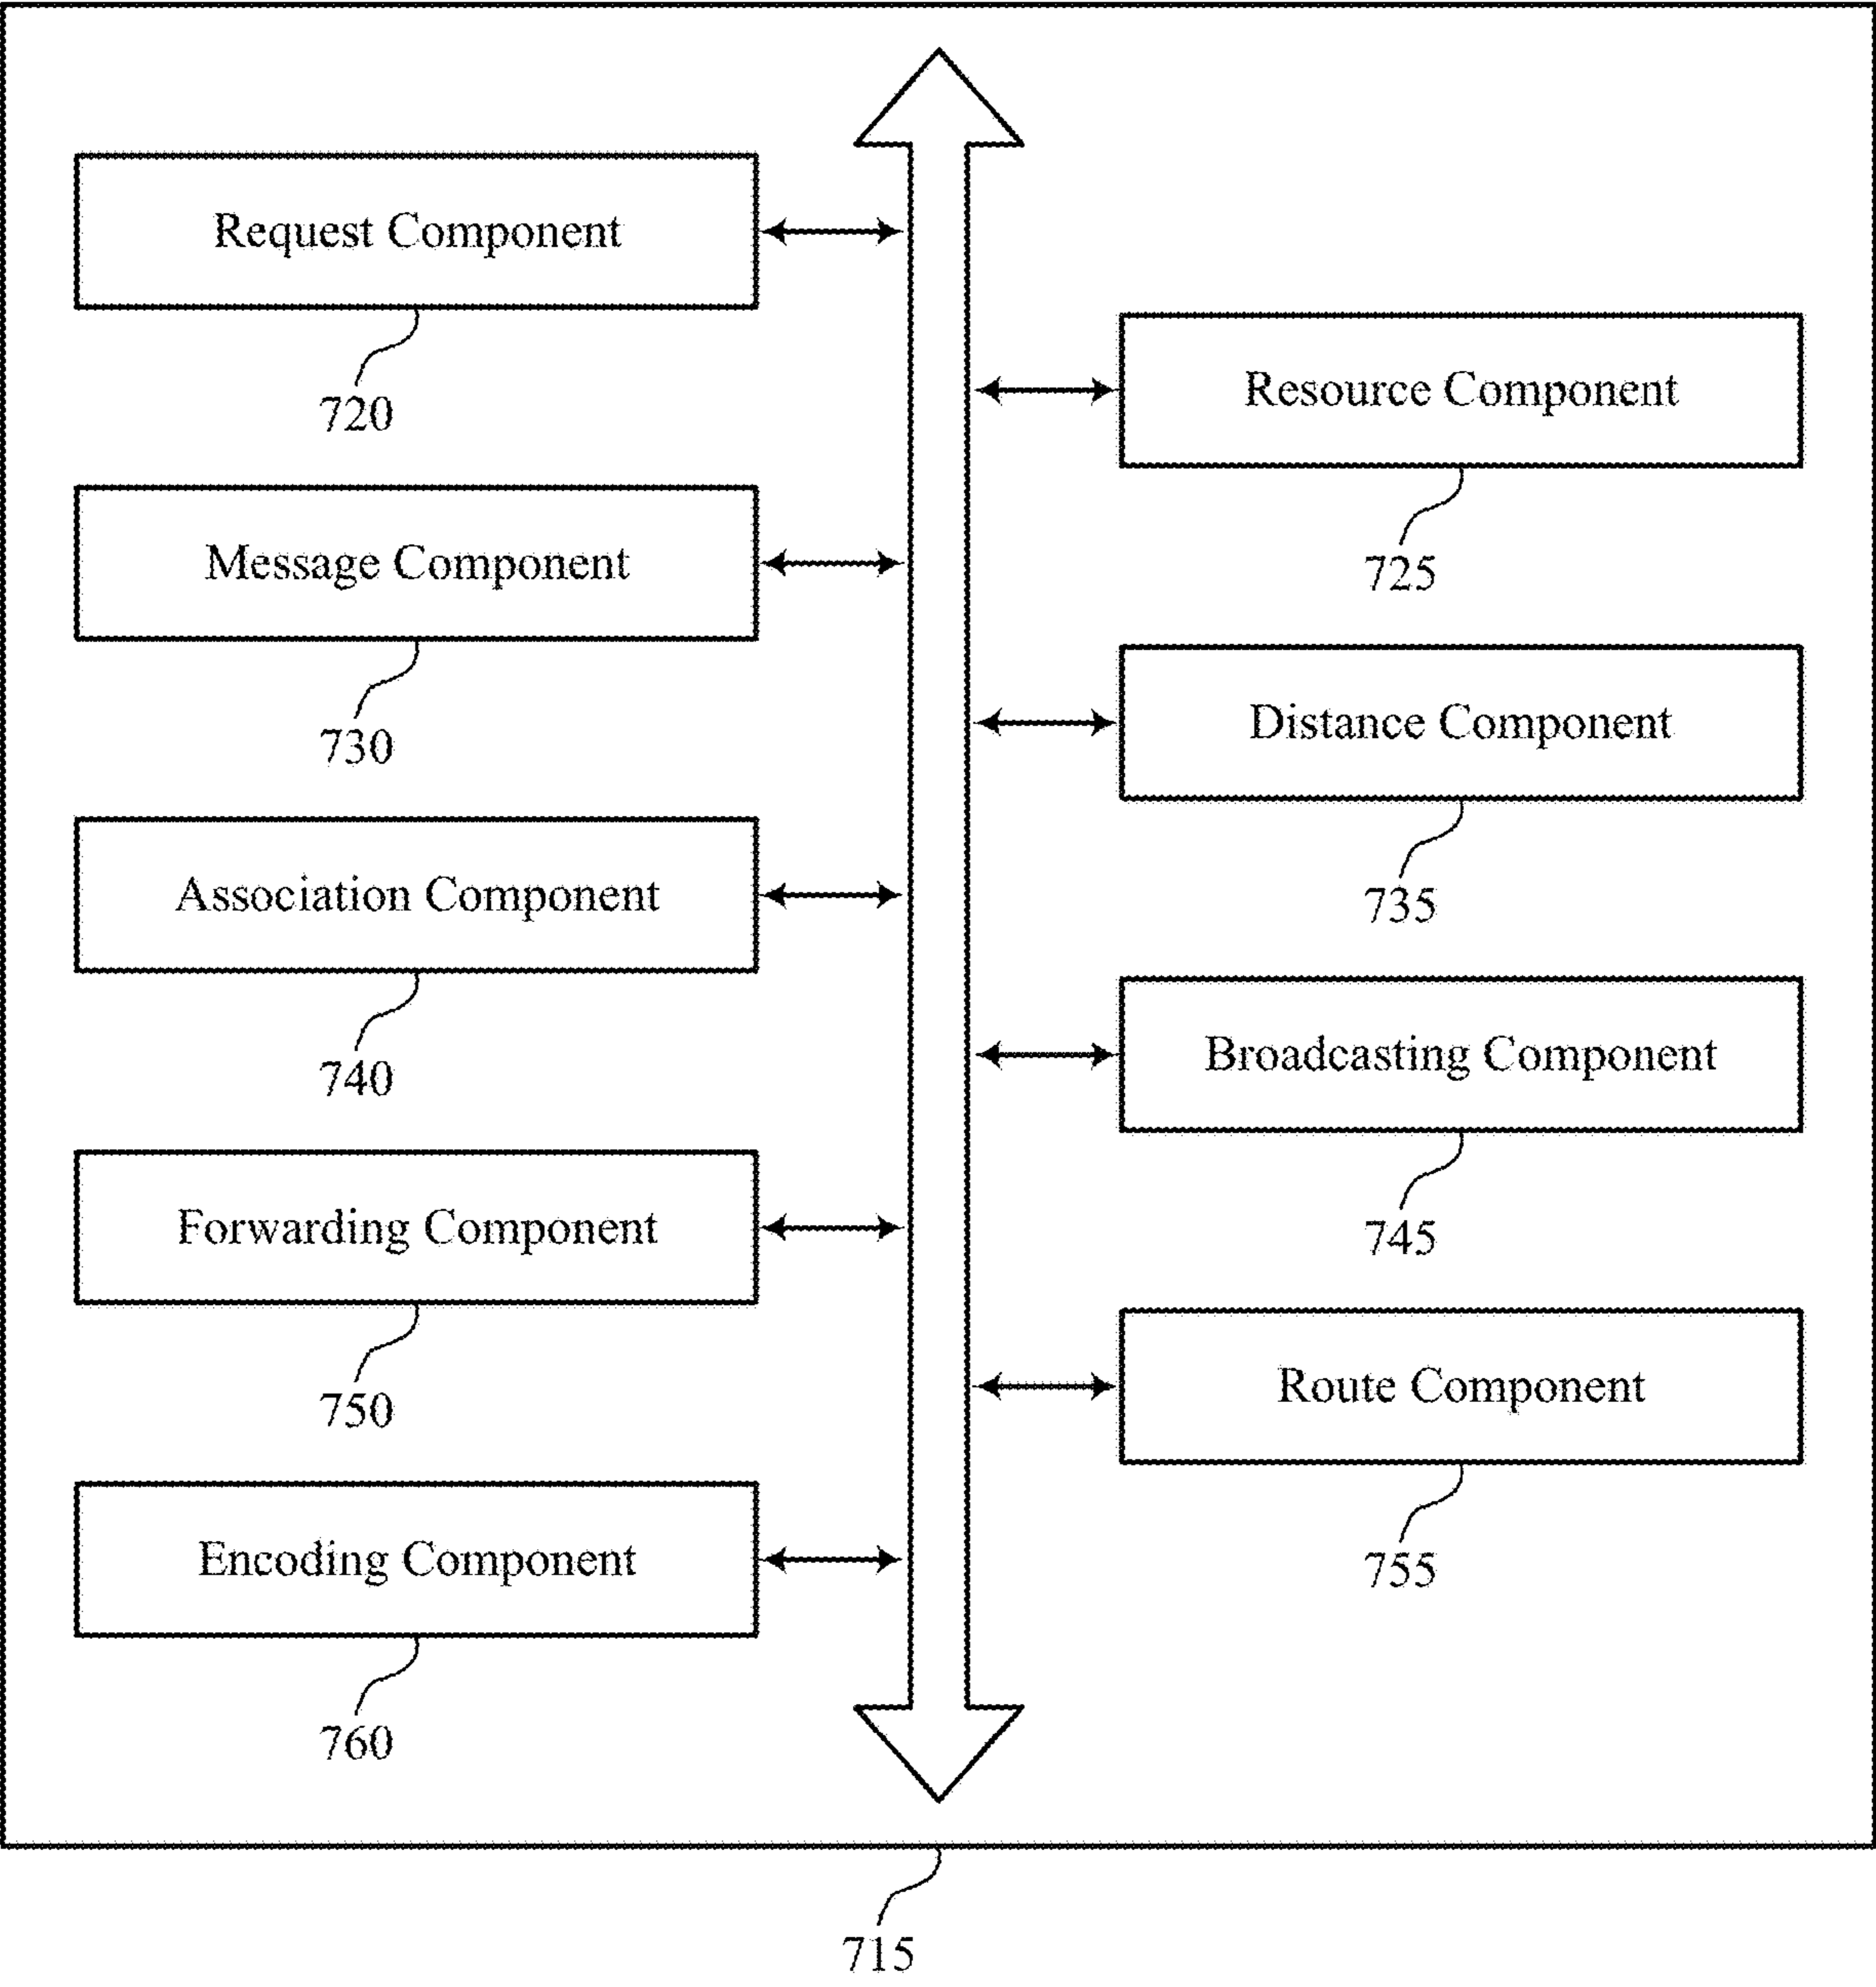 Request Component
720
Resource Component
725
Message Component
730
Distance Component
735
Association Component
740
Broadcasting Component
745
Forwarding Component
750
Route Component
755
Encoding Component
760
715